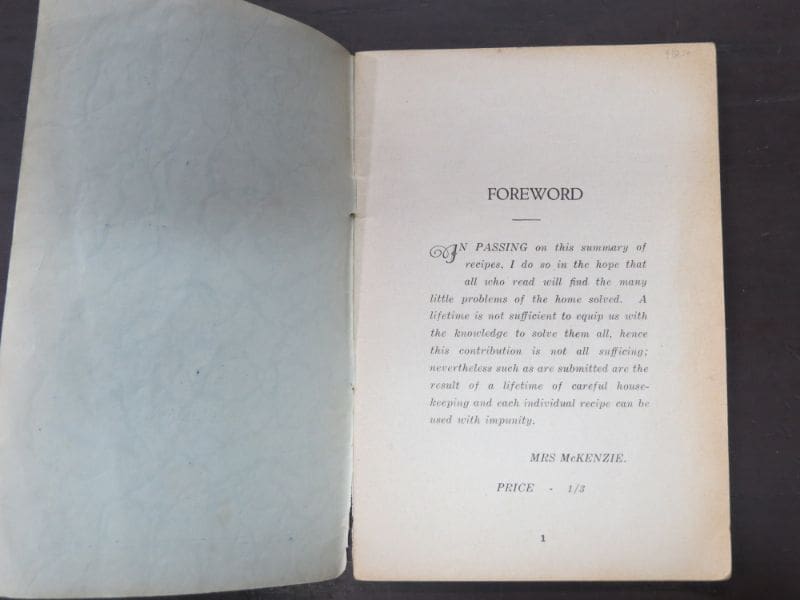 FOREWORD
IN PASSING on this summary of
recipes, I do so in the hope that
all who read will find the many
little problems of the home solved. A
lifetime is not sufficient to equip us with
the knowledge to solve them all, hence
this contribution is not all sufficing;
nevertheless such as are submitted are the
result of a lifetime of careful house-
keeping and each individual recipe can be
used with impunity.
MRS McKENZIE.
PRICE - 1/3
1